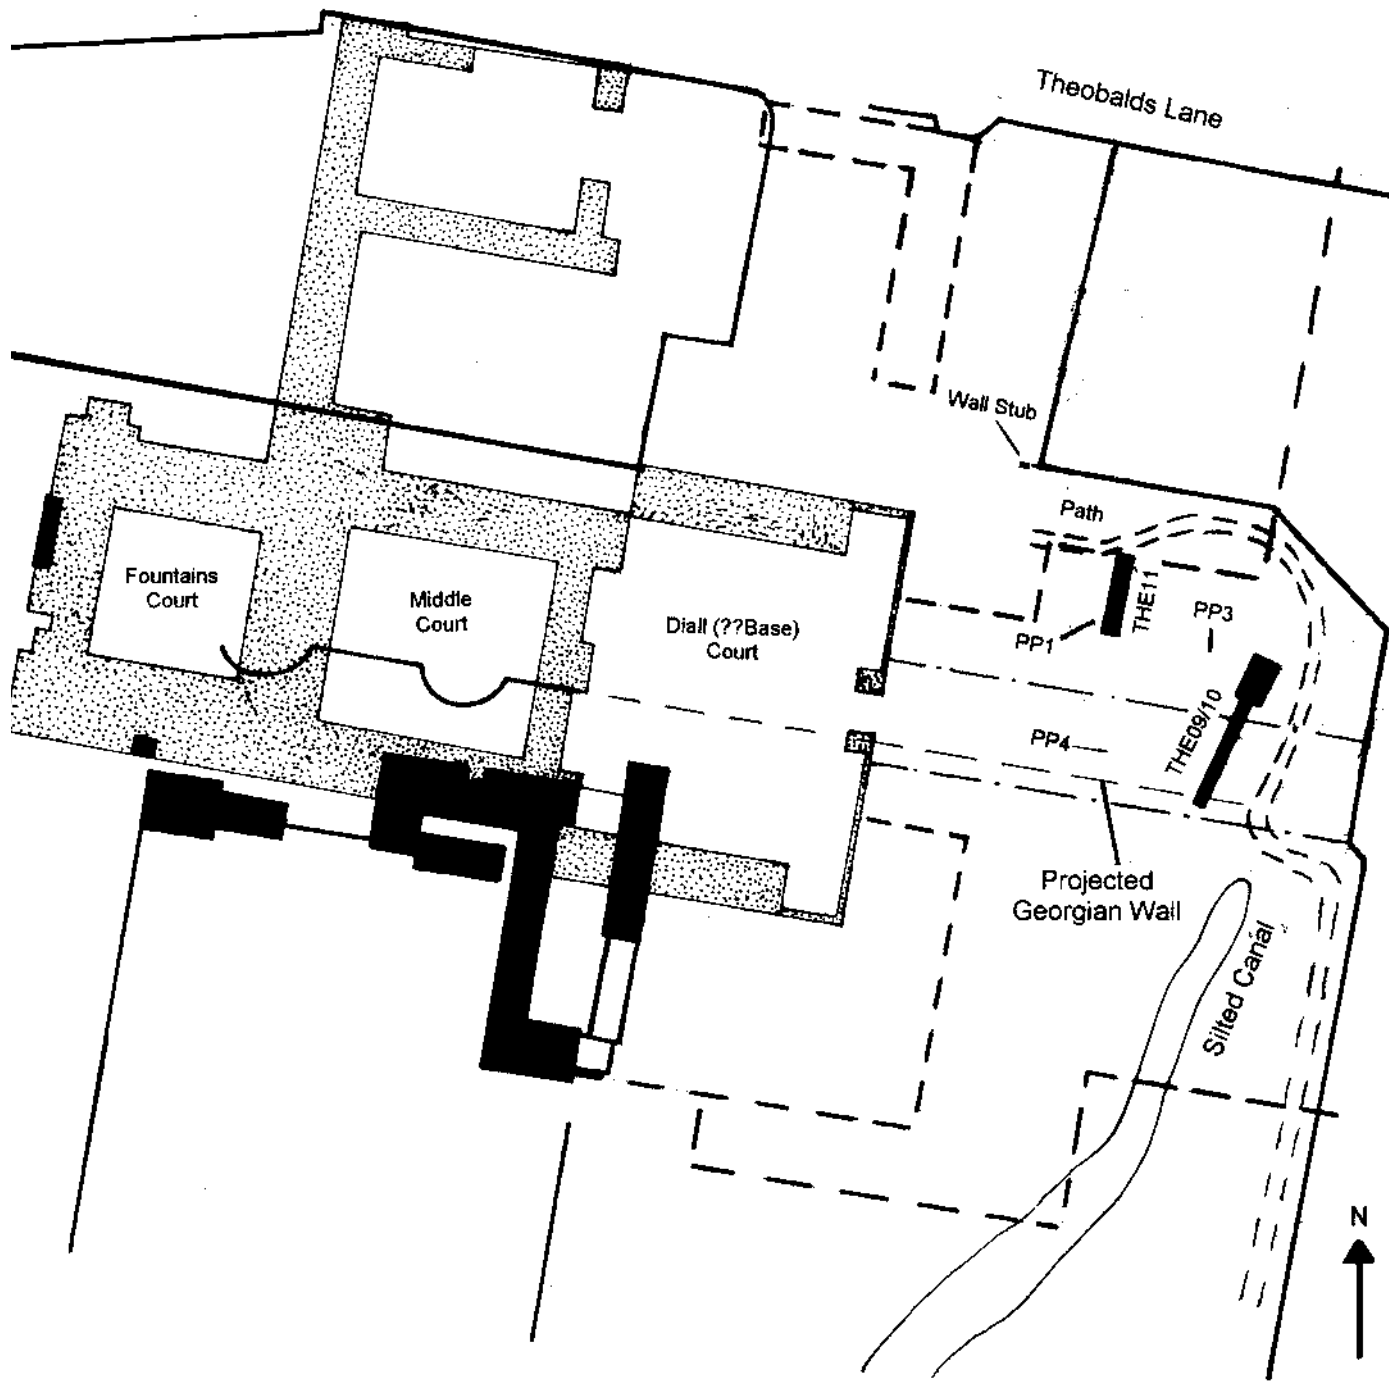 Theobalds Lane
Wall Stub
Path
Fountains
Court
Middle
Court
Diall (??Base)
Court
THE11
PP1
PP3
PP4
THE09/10
Projected
Georgian Wall
Silted Canal
N